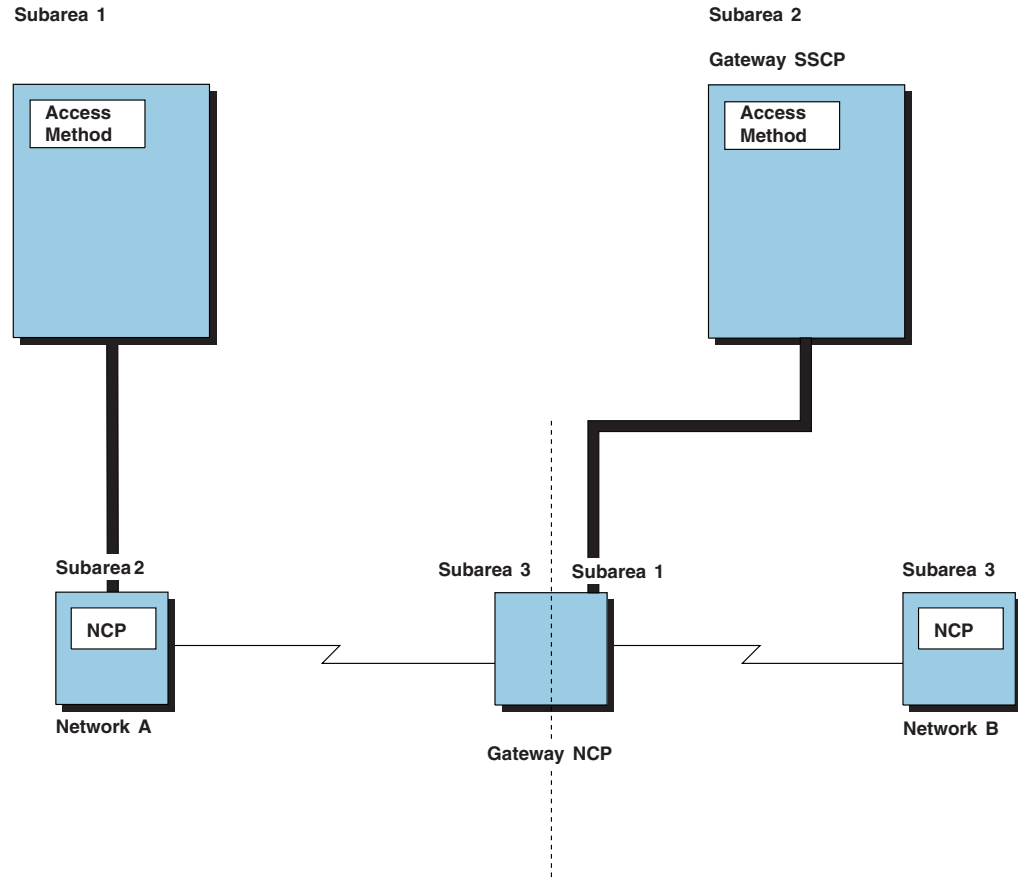 Subarea 1
Subarea 2
Gateway SSCP
Access
Method
Access
Method
Subarea 2
Subarea 3
Subarea 1
Subarea 3
NCP
NCP
Network A
Network B
Gateway NCP